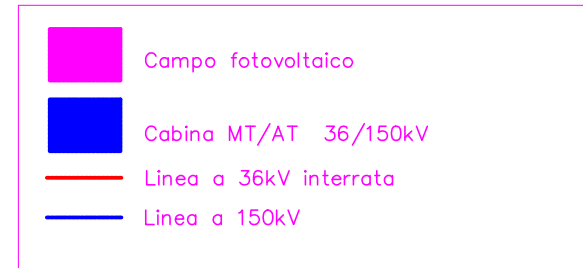 Campo fotovoltaico
Cabina MT/AT 36/150kV
Linea a 36kV interrata
Linea a 150kV